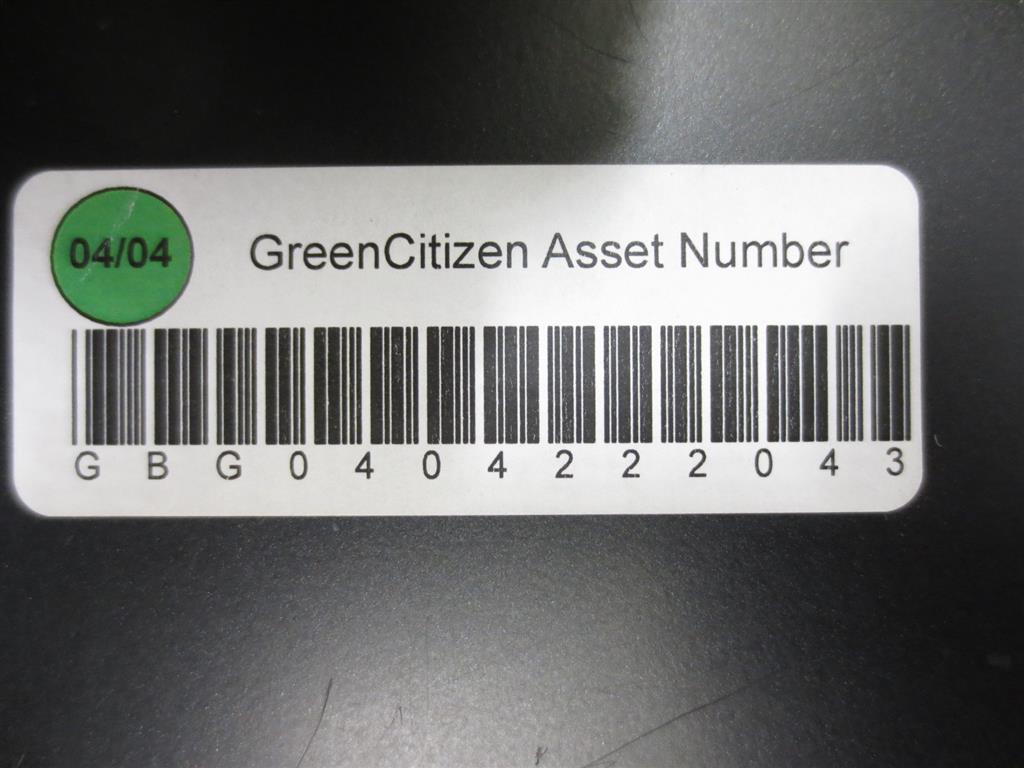 04/04
GreenCitizen Asset Number
G B G 0 4 0 4 2 2 2 0 4 3